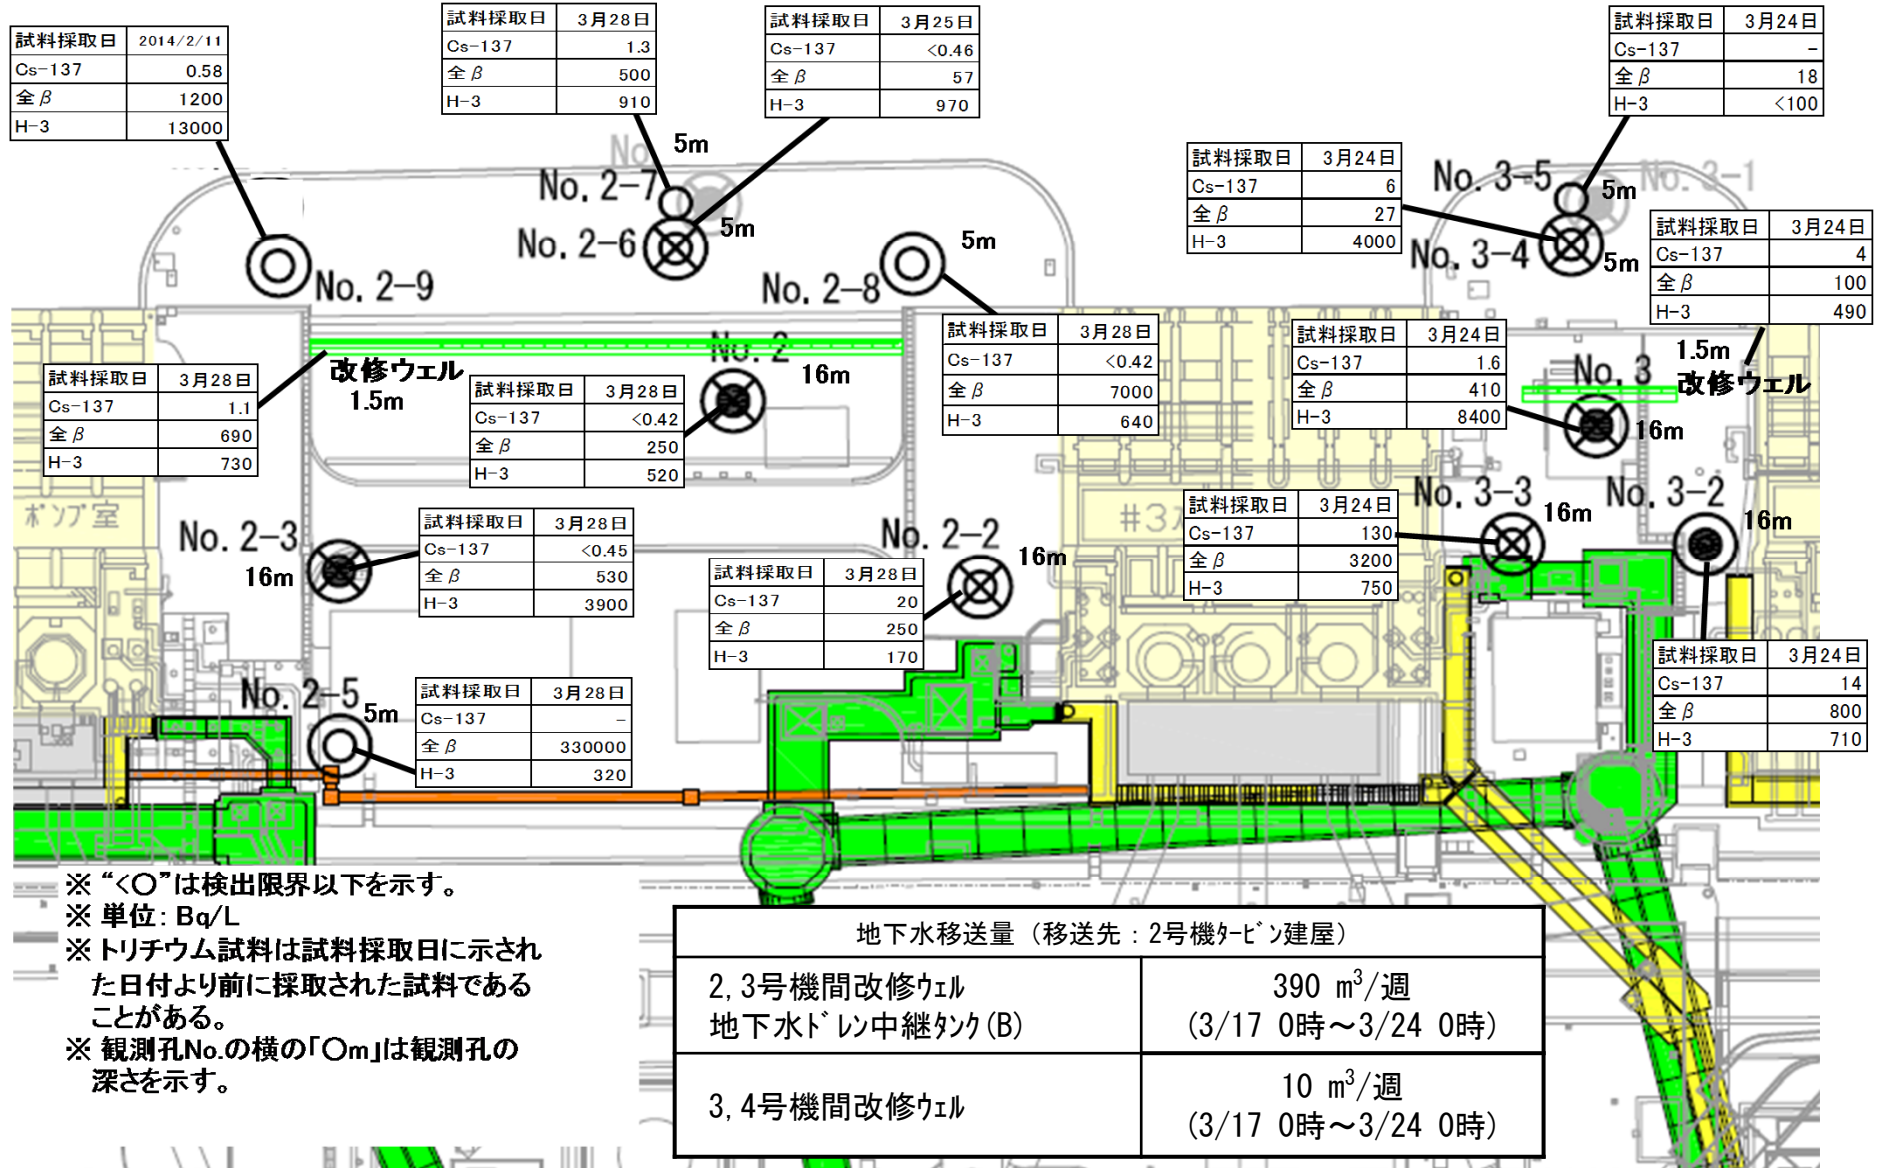 試料採取日 2014/2/11
Cs-137 0.58
全β 1200
H-3 13000
試料採取日 3月28日
Cs-137 1.3
全β 500
H-3 910
試料採取日 3月25日
Cs-137 <0.46
全β 57
H-3 970
試料採取日 3月24日
Cs-137 -
全β 18
H-3 <100
No. 5m
No. 2-7
5m
No. 2-6
5m
No. 2-9
No. 2-8
試料採取日 3月24日
Cs-137 6
全β 27
H-3 4000
No. 3-5 5m No. 3-1
No. 3-4 5m
試料採取日 3月24日
Cs-137 4
全β 100
H-3 490
試料採取日 3月28日
Cs-137 <0.42
全β 7000
H-3 640
試料採取日 3月24日
Cs-137 1.6
全β 410
H-3 8400
1.5m
改修ウェル
No. 3
16m
No. 2
16m
改修ウェル
1.5m
試料採取日 3月28日
Cs-137 1.1
全β 690
H-3 730
試料採取日 3月28日
Cs-137 <0.42
全β 250
H-3 520
ポンプ室
No. 2-3
16m
試料採取日 3月28日
Cs-137 <0.45
全β 530
H-3 3900
No. 2-2
16m
試料採取日 3月28日
Cs-137 20
全β 250
H-3 170
#3
試料採取日 3月24日
Cs-137 130
全β 3200
H-3 750
No. 3-3
16m
No. 3-2
16m
試料採取日 3月24日
Cs-137 14
全β 800
H-3 710
No. 2-5
5m
試料採取日 3月28日
Cs-137 -
全β 330000
H-3 320
※ “<○”は検出限界以下を示す。
※ 単位: Bq/L
※ トリチウム試料は試料採取日に示され
た日付より前に採取された試料である
ことがある。
※ 観測孔No.の横の「○m」は観測孔の
深さを示す。
地下水移送量 (移送先:2号機ﾀｰﾋﾞﾝ建屋)
2,3号機間改修ｳｪﾙ
地下水ﾄﾞﾚﾝ中継ﾀﾝｸ(B)
390 m³/週
(3/17 0時～3/24 0時)
3,4号機間改修ｳｪﾙ
10 m³/週
(3/17 0時～3/24 0時)